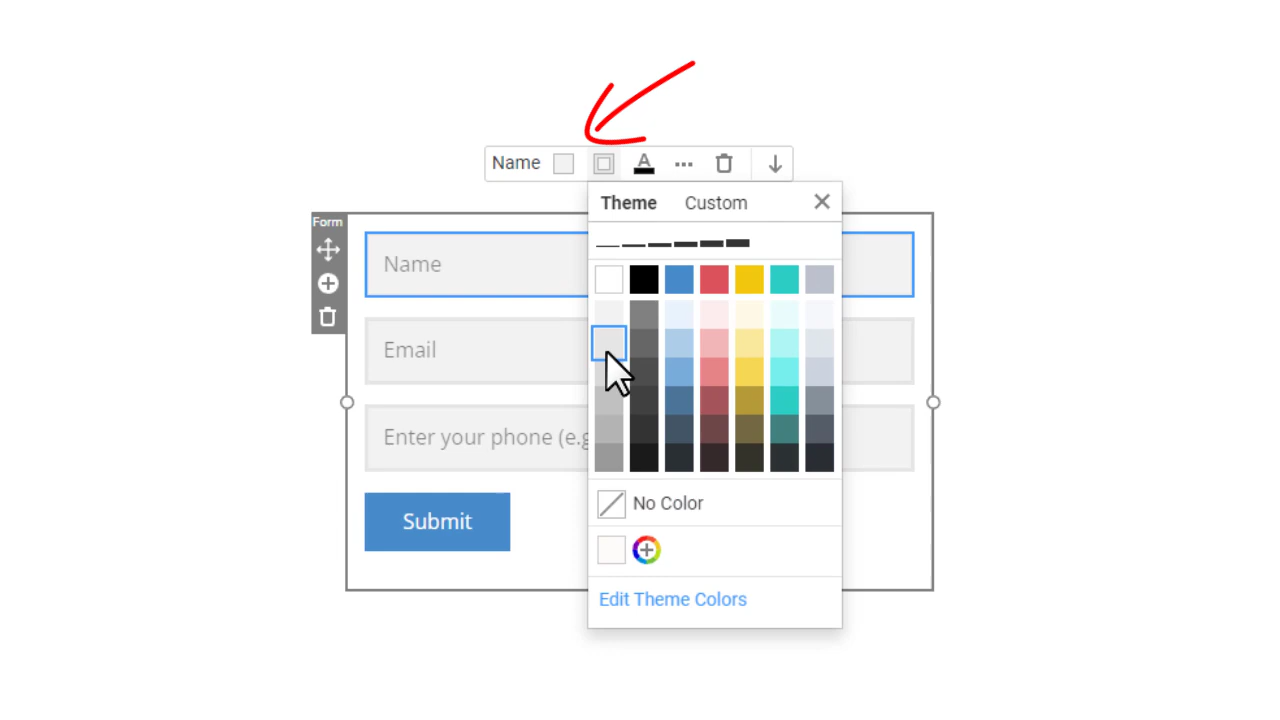 Name
A
Theme Custom
Form
Name
Email
Enter your phone (e.g
Submit
No Color
Edit Theme Colors